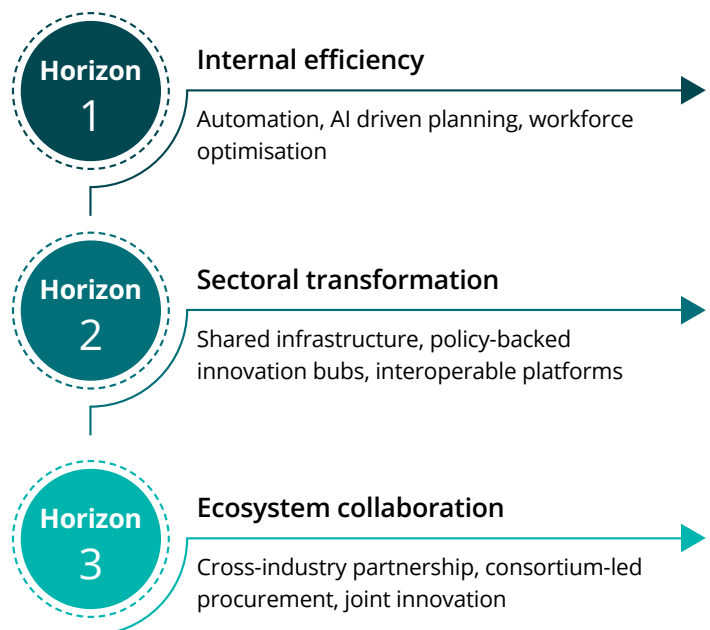 Horizon
1
Internal efficiency
Automation, AI driven planning, workforce
optimisation
Horizon
2
Sectoral transformation
Shared infrastructure, policy-backed
innovation bubs, interoperable platforms
Horizon
3
Ecosystem collaboration
Cross-industry partnership, consortium-led
procurement, joint innovation